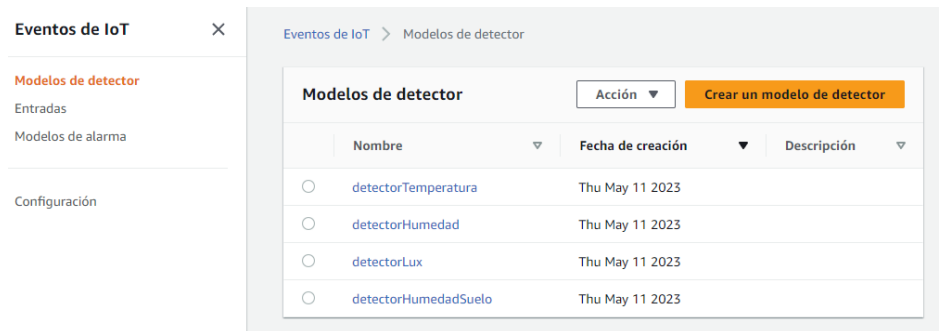 Eventos de IoT
Modelos de detector
Entradas
Modelos de alarma
Configuración
Eventos de IoT > Modelos de detector
Modelos de detector Acción Crear un modelo de detector
Nombre Fecha de creación Descripción
detectorTemperatura Thu May 11 2023
detectorHumedad Thu May 11 2023
detectorLux Thu May 11 2023
detectorHumedadSuelo Thu May 11 2023